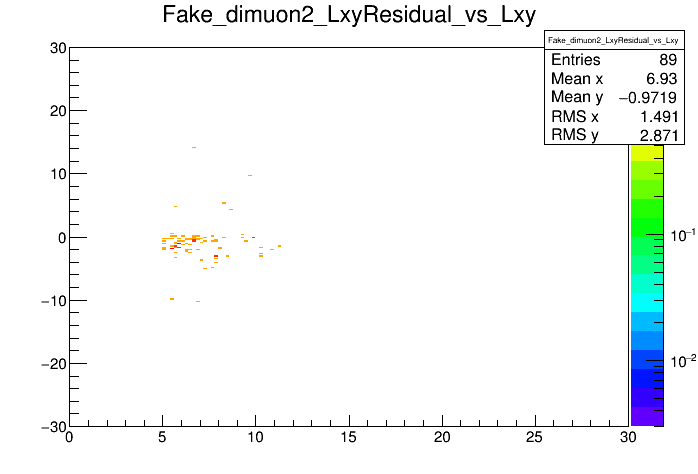 Fake_dimuon2_LxyResidual_vs_Lxy
Fake_dimuon2_LxyResidual_vs_Lxy
Entries 89
Mean x 6.93
Mean y −0.9719
RMS x 1.491
RMS y 2.871
30
20
10
0
−10
−20
−30
0 5 10 15 20 25 30
10⁻¹
10⁻²